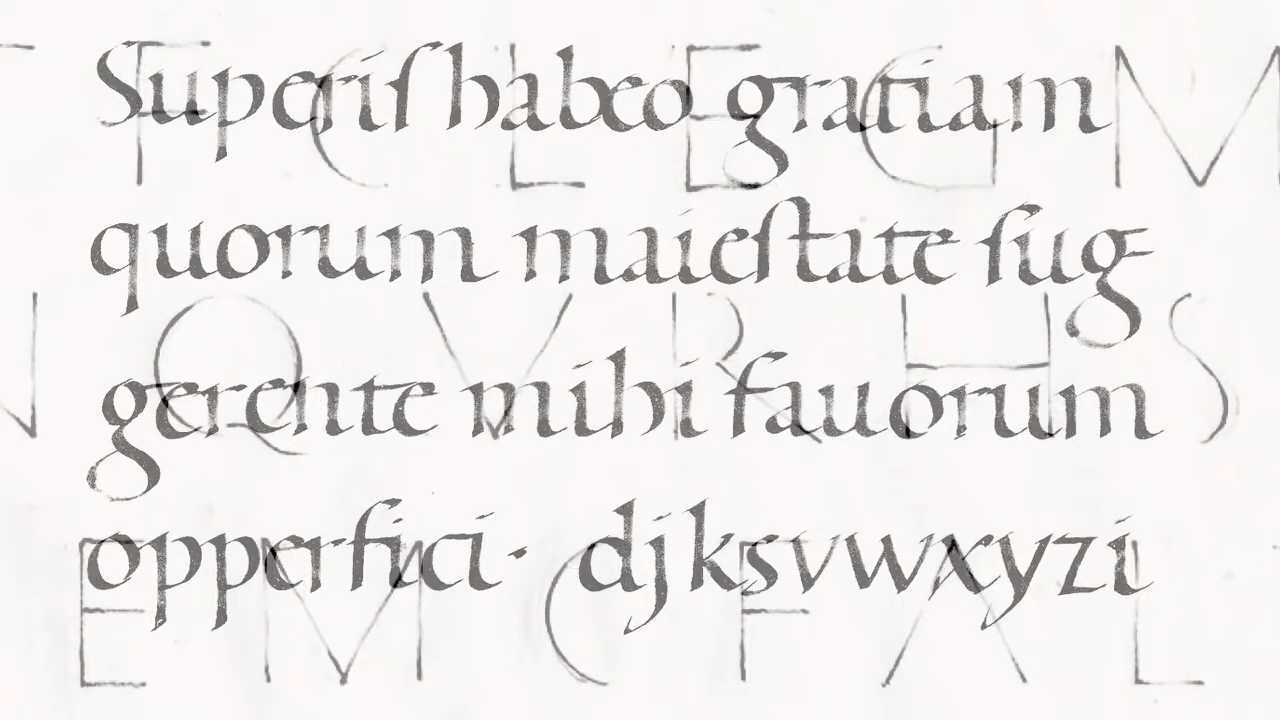 Superiſ habeo gratiam
F C L E G M
quorum maieſtate ſug
Q V R H S
gerente mihi fauorum
opperfici· djksvwxyzi
E M C F A L